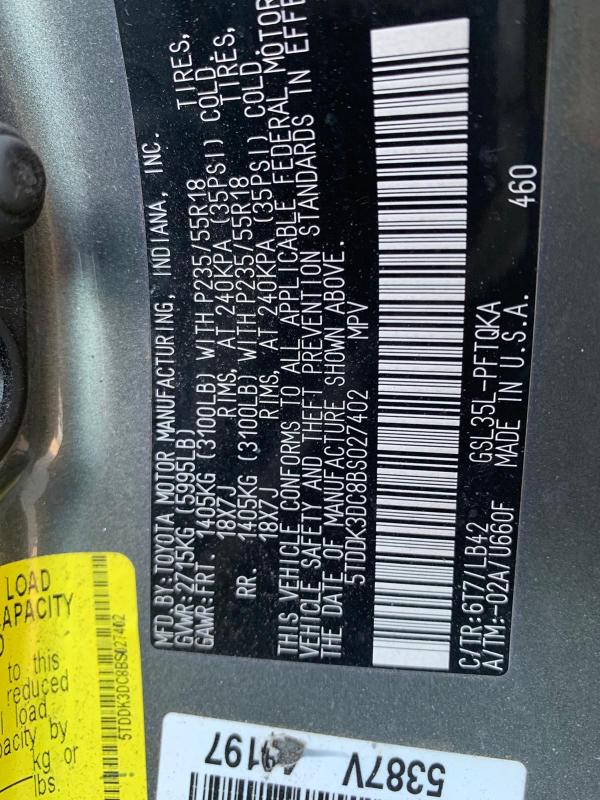 MFD.BY:TOYOTA MOTOR MANUFACTURING, INDIANA, INC.
GVWR:2715KG (5995LB)
GAWR:FRT. 1405KG (3100LB) WITH P235/55R18 TIRES,
18X7J RIMS, AT 240KPA (35PSI) COLD.
RR. 1405KG (3100LB) WITH P235/55R18 TIRES,
18X7J RIMS, AT 240KPA (35PSI) COLD.
THIS VEHICLE CONFORMS TO ALL APPLICABLE FEDERAL MOTOR
VEHICLE SAFETY AND THEFT PREVENTION STANDARDS IN EFFE
THE DATE OF MANUFACTURE SHOWN ABOVE.
5TDDK3DC8BS027402 MPV
C/TR:6T7/LB42 GSL35L-PFTQKA 460
A/TM:-02A/U660F MADE IN U.S.A.
LOAD
CAPACITY
to this
reduced
load
pacity by
kg or
lbs.
5TDDK3DC8BS027402
5387V
197